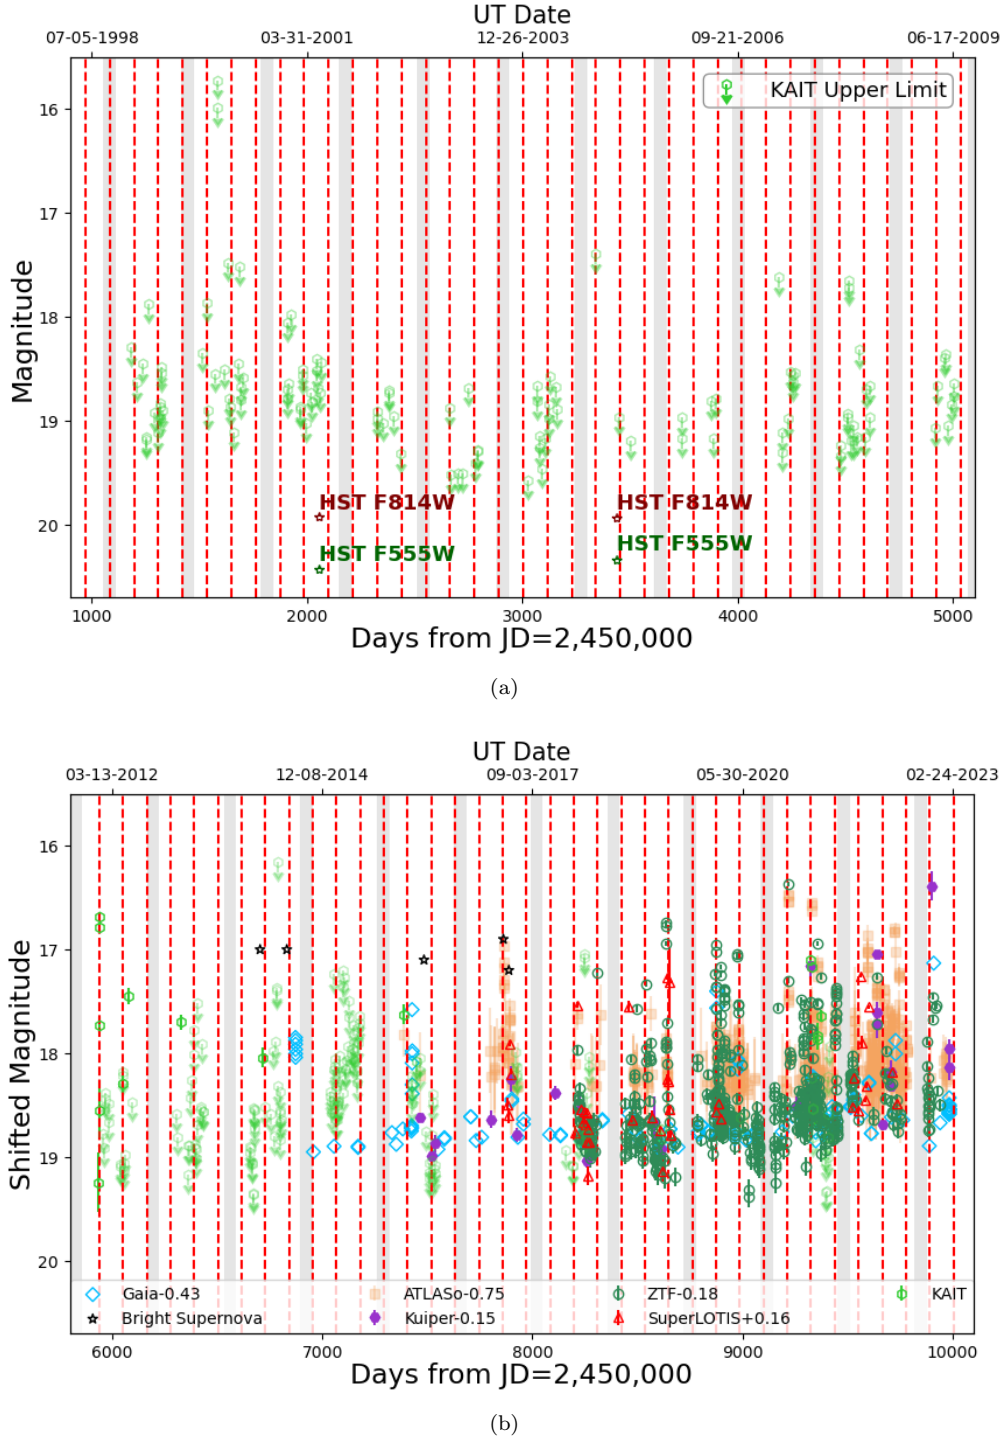 UT Date
07-05-1998 03-31-2001 12-26-2003 09-21-2006 06-17-2009
KAIT Upper Limit
16
17
18
19
20
Magnitude
HST F814W HST F814W
HST F555W HST F555W
1000 2000 3000 4000 5000
Days from JD=2,450,000
(a)
UT Date
03-13-2012 12-08-2014 09-03-2017 05-30-2020 02-24-2023
16
17
18
19
20
Shifted Magnitude
Gaia-0.43 ATLASo-0.75 ZTF-0.18 KAIT
Bright Supernova Kuiper-0.15 SuperLOTIS+0.16
6000 7000 8000 9000 10000
Days from JD=2,450,000
(b)